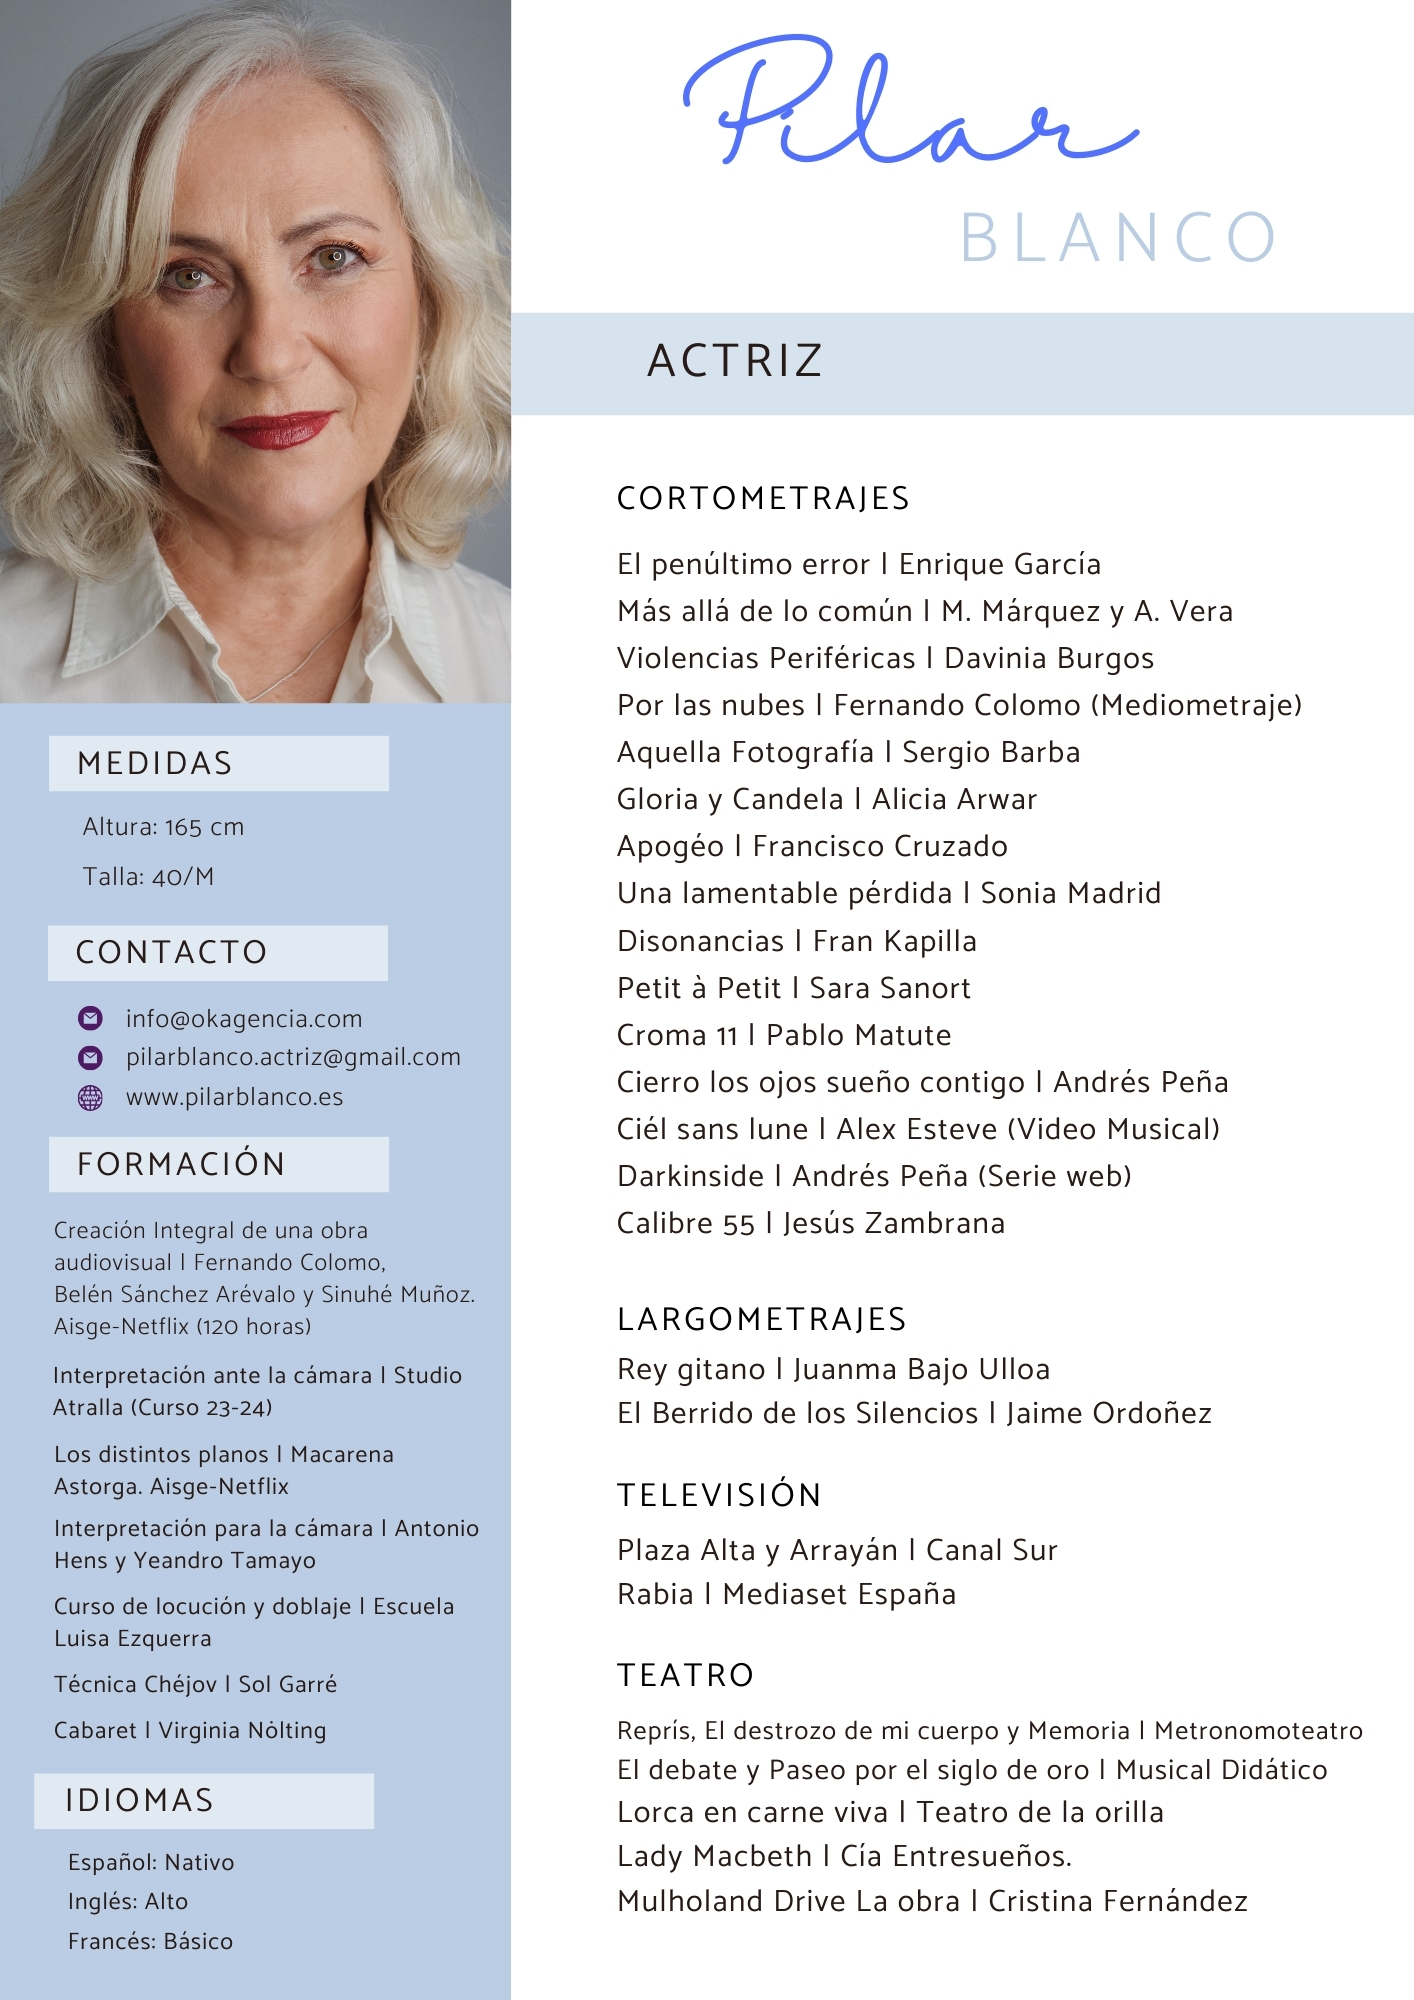 Pilar
BLANCO
ACTRIZ
MEDIDAS
Altura: 165 cm
Talla: 40/M
CONTACTO
info@okagencia.com
pilarblanco.actriz@gmail.com
www.pilarblanco.es
FORMACIÓN
Creación Integral de una obra
audiovisual | Fernando Colomo,
Belén Sánchez Arévalo y Sinuhé Muñoz.
Aisge-Netflix (120 horas)
Interpretación ante la cámara | Studio
Atralla (Curso 23-24)
Los distintos planos | Macarena
Astorga. Aisge-Netflix
Interpretación para la cámara | Antonio
Hens y Yeandro Tamayo
Curso de locución y doblaje | Escuela
Luisa Ezquerra
Técnica Chéjov | Sol Garré
Cabaret | Virginia Nȯlting
IDIOMAS
Español: Nativo
Inglés: Alto
Francés: Básico
CORTOMETRAJES
El penúltimo error | Enrique García
Más allá de lo común | M. Márquez y A. Vera
Violencias Periféricas | Davinia Burgos
Por las nubes | Fernando Colomo (Mediometraje)
Aquella Fotografía | Sergio Barba
Gloria y Candela | Alicia Arwar
Apogéo | Francisco Cruzado
Una lamentable pérdida | Sonia Madrid
Disonancias | Fran Kapilla
Petit à Petit | Sara Sanort
Croma 11 | Pablo Matute
Cierro los ojos sueño contigo | Andrés Peña
Ciél sans lune | Alex Esteve (Video Musical)
Darkinside | Andrés Peña (Serie web)
Calibre 55 | Jesús Zambrana
LARGOMETRAJES
Rey gitano | Juanma Bajo Ulloa
El Berrido de los Silencios | Jaime Ordoñez
TELEVISIÓN
Plaza Alta y Arrayán | Canal Sur
Rabia | Mediaset España
TEATRO
Reprís, El destrozo de mi cuerpo y Memoria | Metronomoteatro
El debate y Paseo por el siglo de oro | Musical Didático
Lorca en carne viva | Teatro de la orilla
Lady Macbeth | Cía Entresueños.
Mulholand Drive La obra | Cristina Fernández